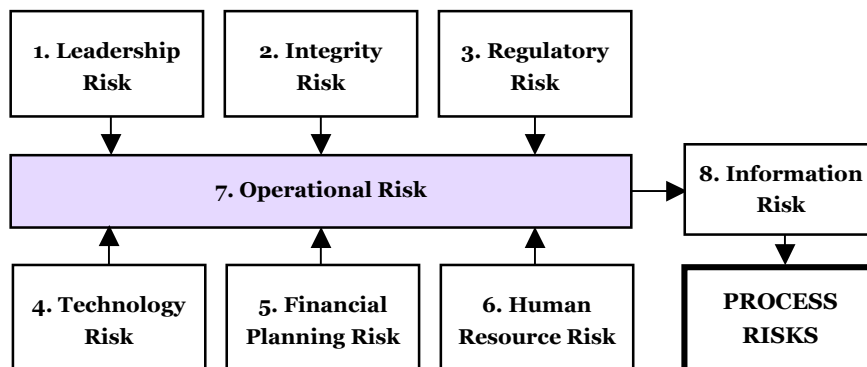 1. Leadership
Risk
2. Integrity
Risk
3. Regulatory
Risk
7. Operational Risk
8. Information
Risk
4. Technology
Risk
5. Financial
Planning Risk
6. Human
Resource Risk
PROCESS
RISKS